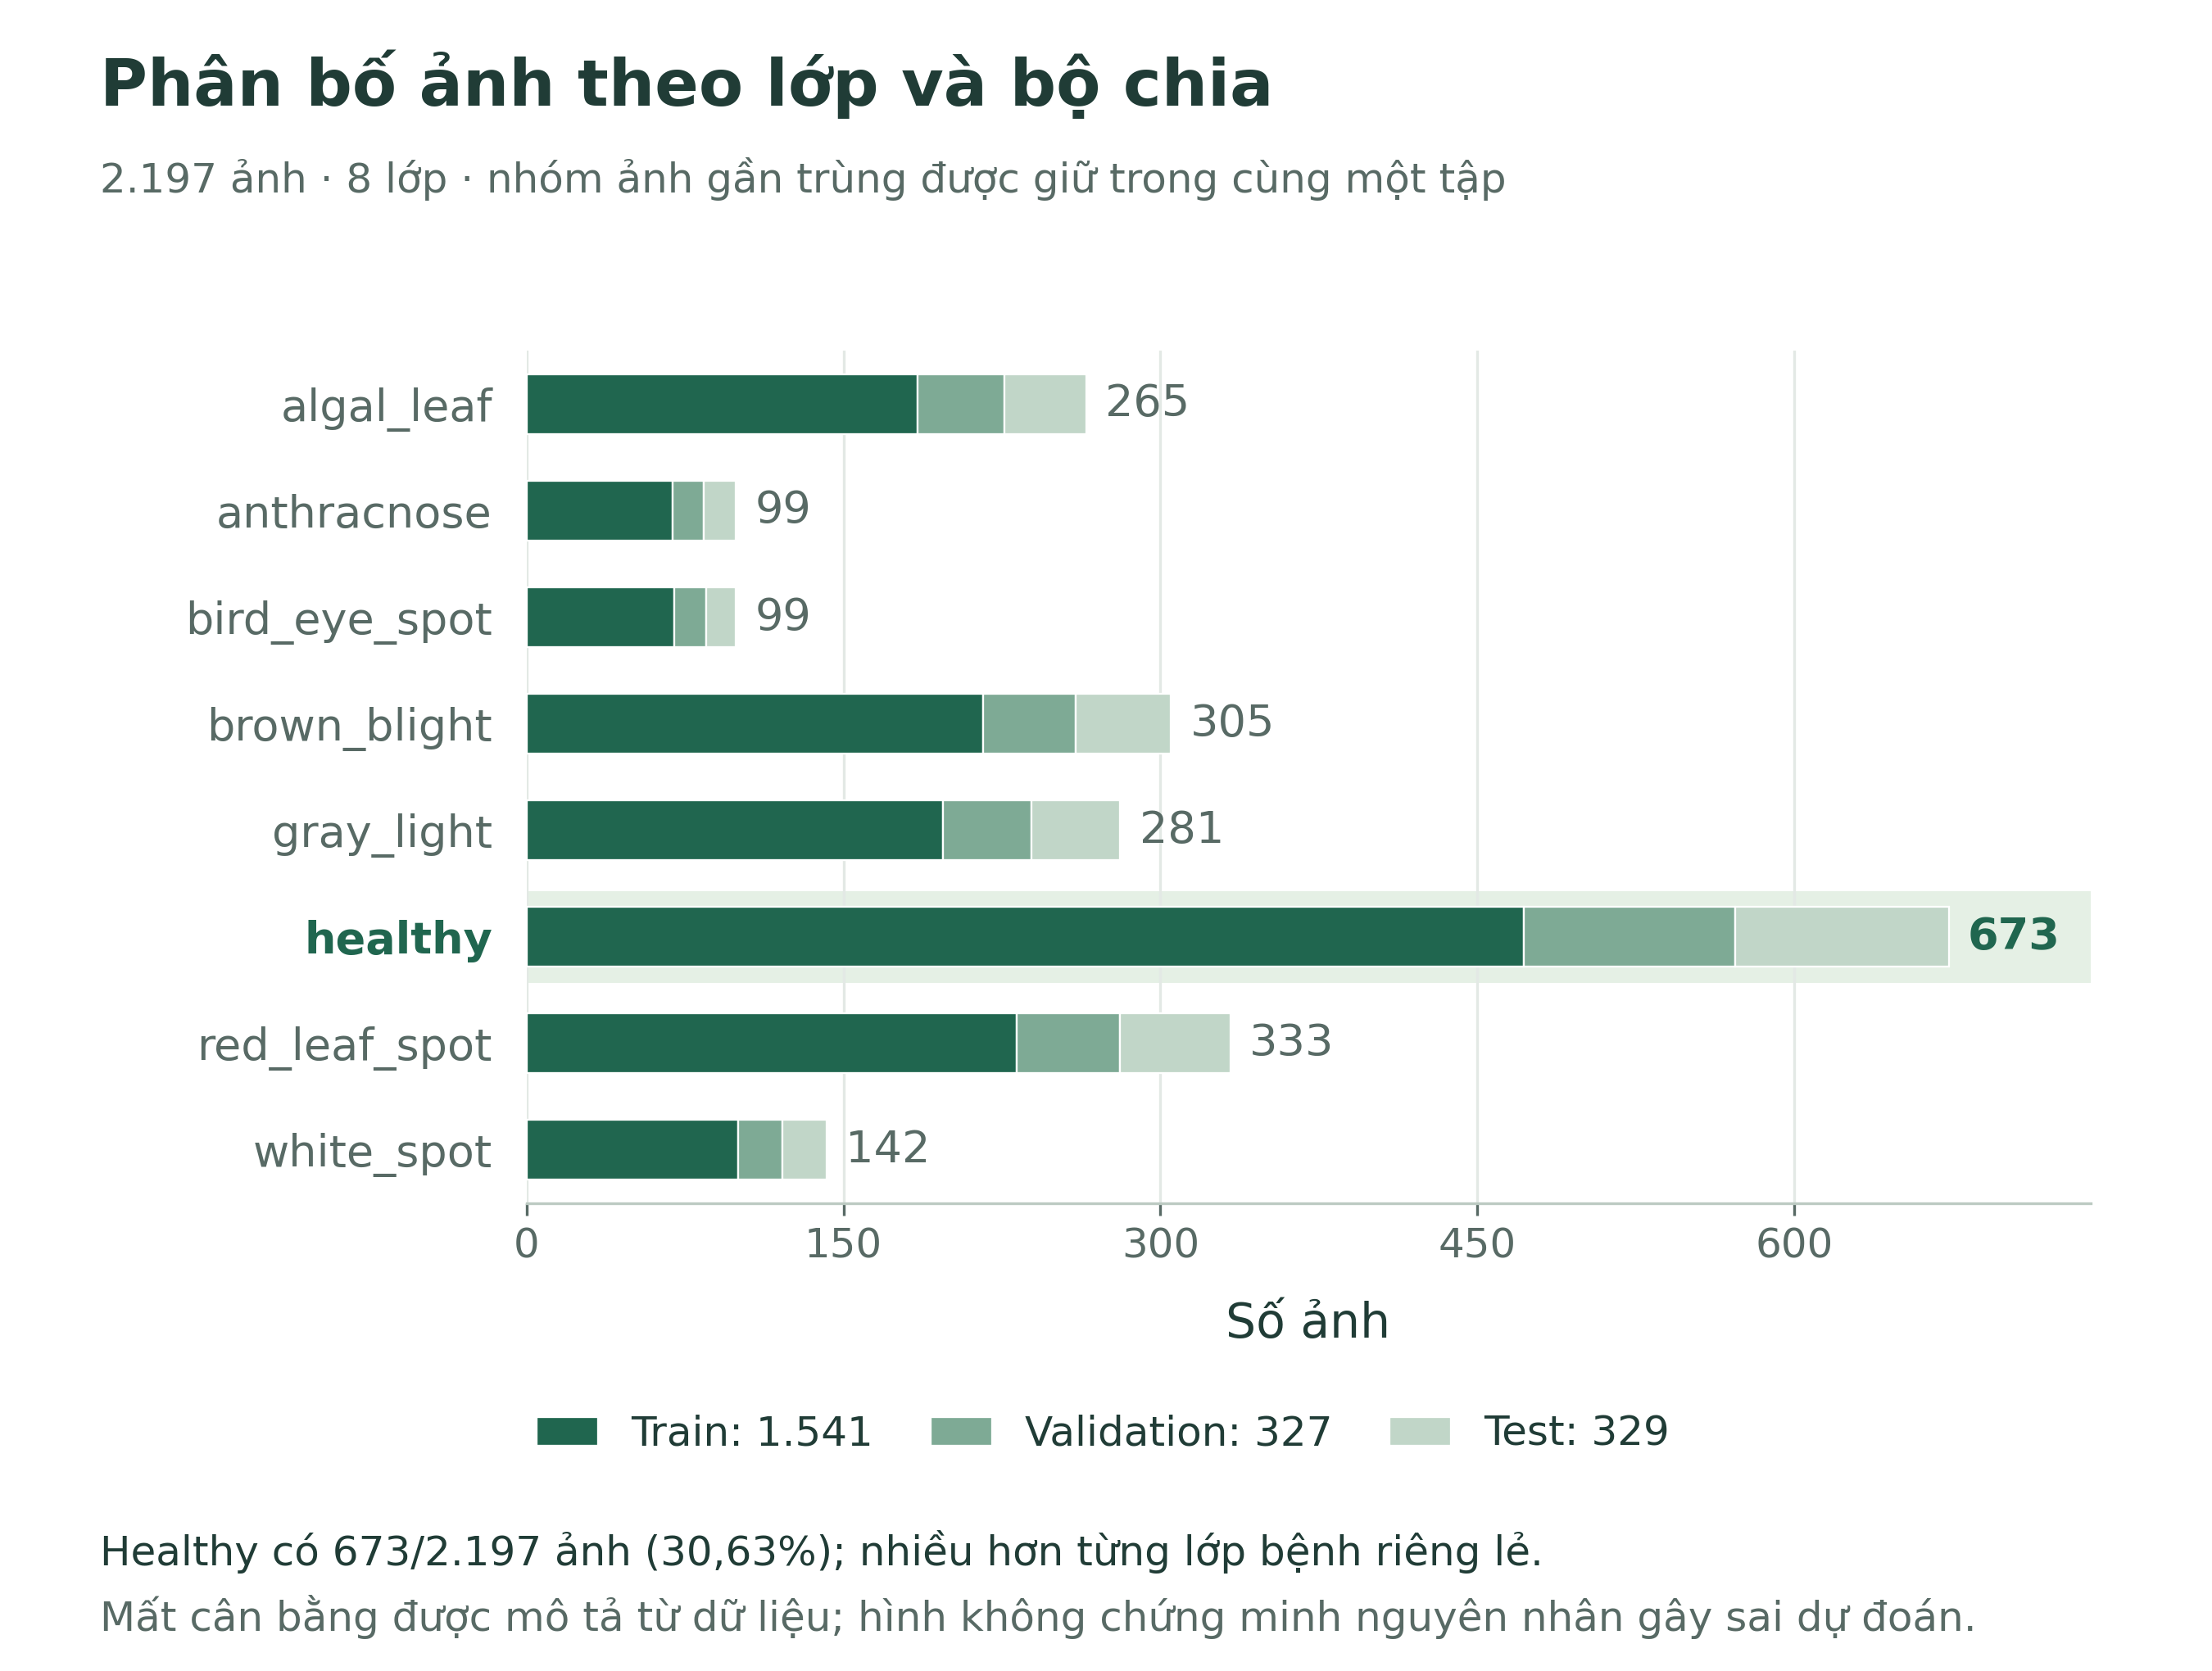 Phân bố ảnh theo lớp và bộ chia
2.197 ảnh · 8 lớp · nhóm ảnh gần trùng được giữ trong cùng một tập
algal_leaf 265
anthracnose 99
bird_eye_spot 99
brown_blight 305
gray_light 281
healthy 673
red_leaf_spot 333
white_spot 142
0 150 300 450 600
Số ảnh
Train: 1.541 Validation: 327 Test: 329
Healthy có 673/2.197 ảnh (30,63%); nhiều hơn từng lớp bệnh riêng lẻ.
Mất cân bằng được mô tả từ dữ liệu; hình không chứng minh nguyên nhân gây sai dự đoán.